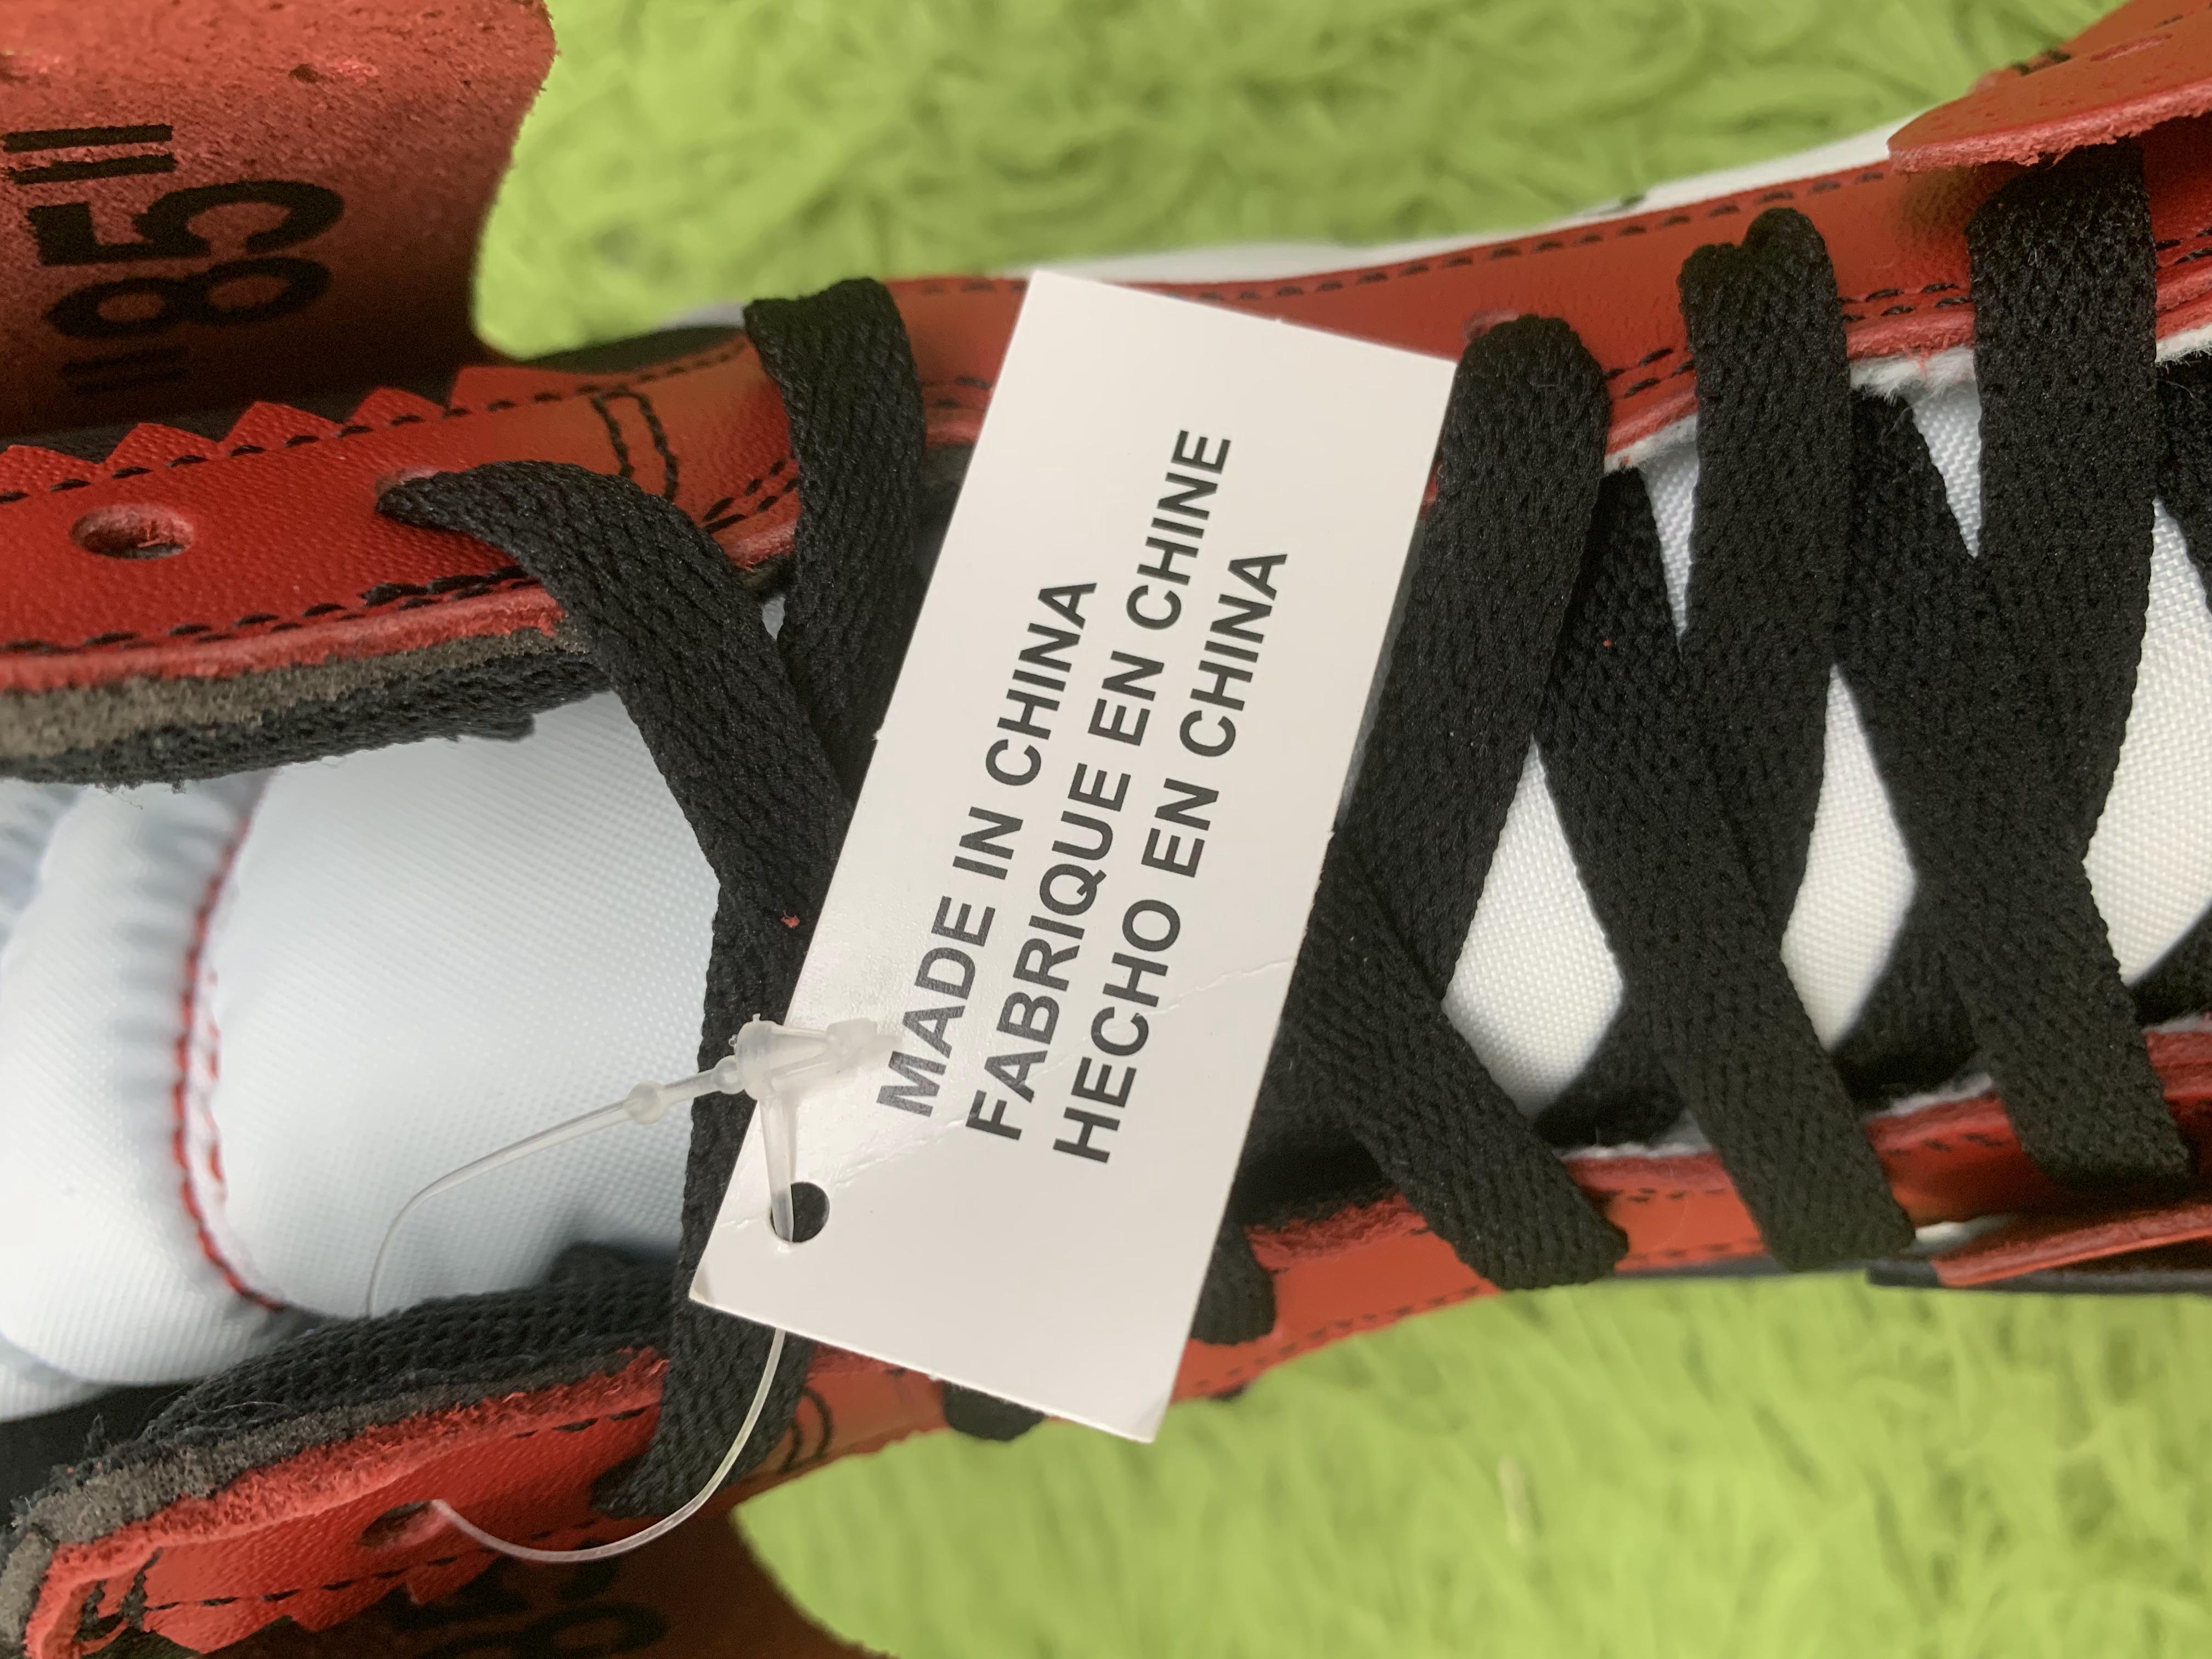 "85"
MADE IN CHINA
FABRIQUE EN CHINE
HECHO EN CHINA